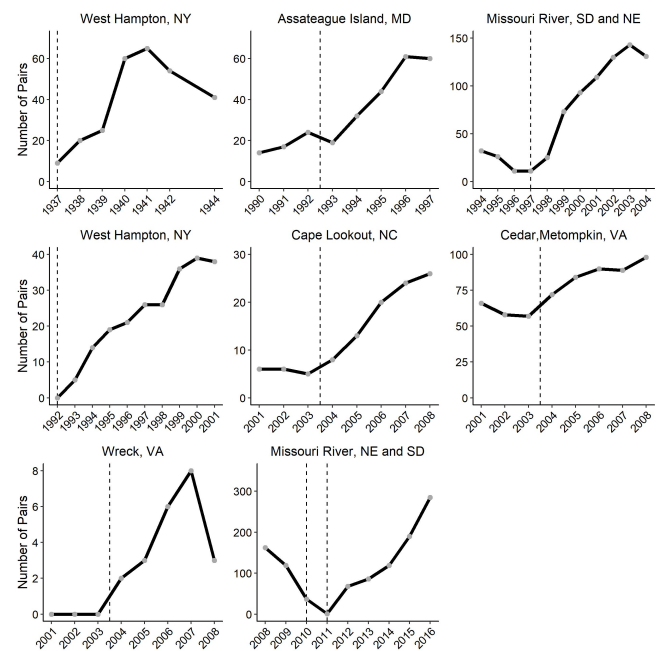 West Hampton, NY
Assateague Island, MD
Missouri River, SD and NE
Number of Pairs
60
40
20
0
1937 1938 1939 1940 1941 1942 1944
60
40
20
0
1990 1991 1992 1993 1994 1995 1996 1997
150
100
50
0
1994 1995 1996 1997 1998 1999 2000 2001 2002 2003 2004
West Hampton, NY
Cape Lookout, NC
Cedar,Metompkin, VA
Number of Pairs
40
30
20
10
0
1992 1993 1994 1995 1996 1997 1998 1999 2000 2001
30
20
10
0
2001 2002 2003 2004 2005 2006 2007 2008
100
75
50
25
0
2001 2002 2003 2004 2005 2006 2007 2008
Wreck, VA
Missouri River, NE and SD
Number of Pairs
8
6
4
2
0
2001 2002 2003 2004 2005 2006 2007 2008
300
200
100
0
2008 2009 2010 2011 2012 2013 2014 2015 2016